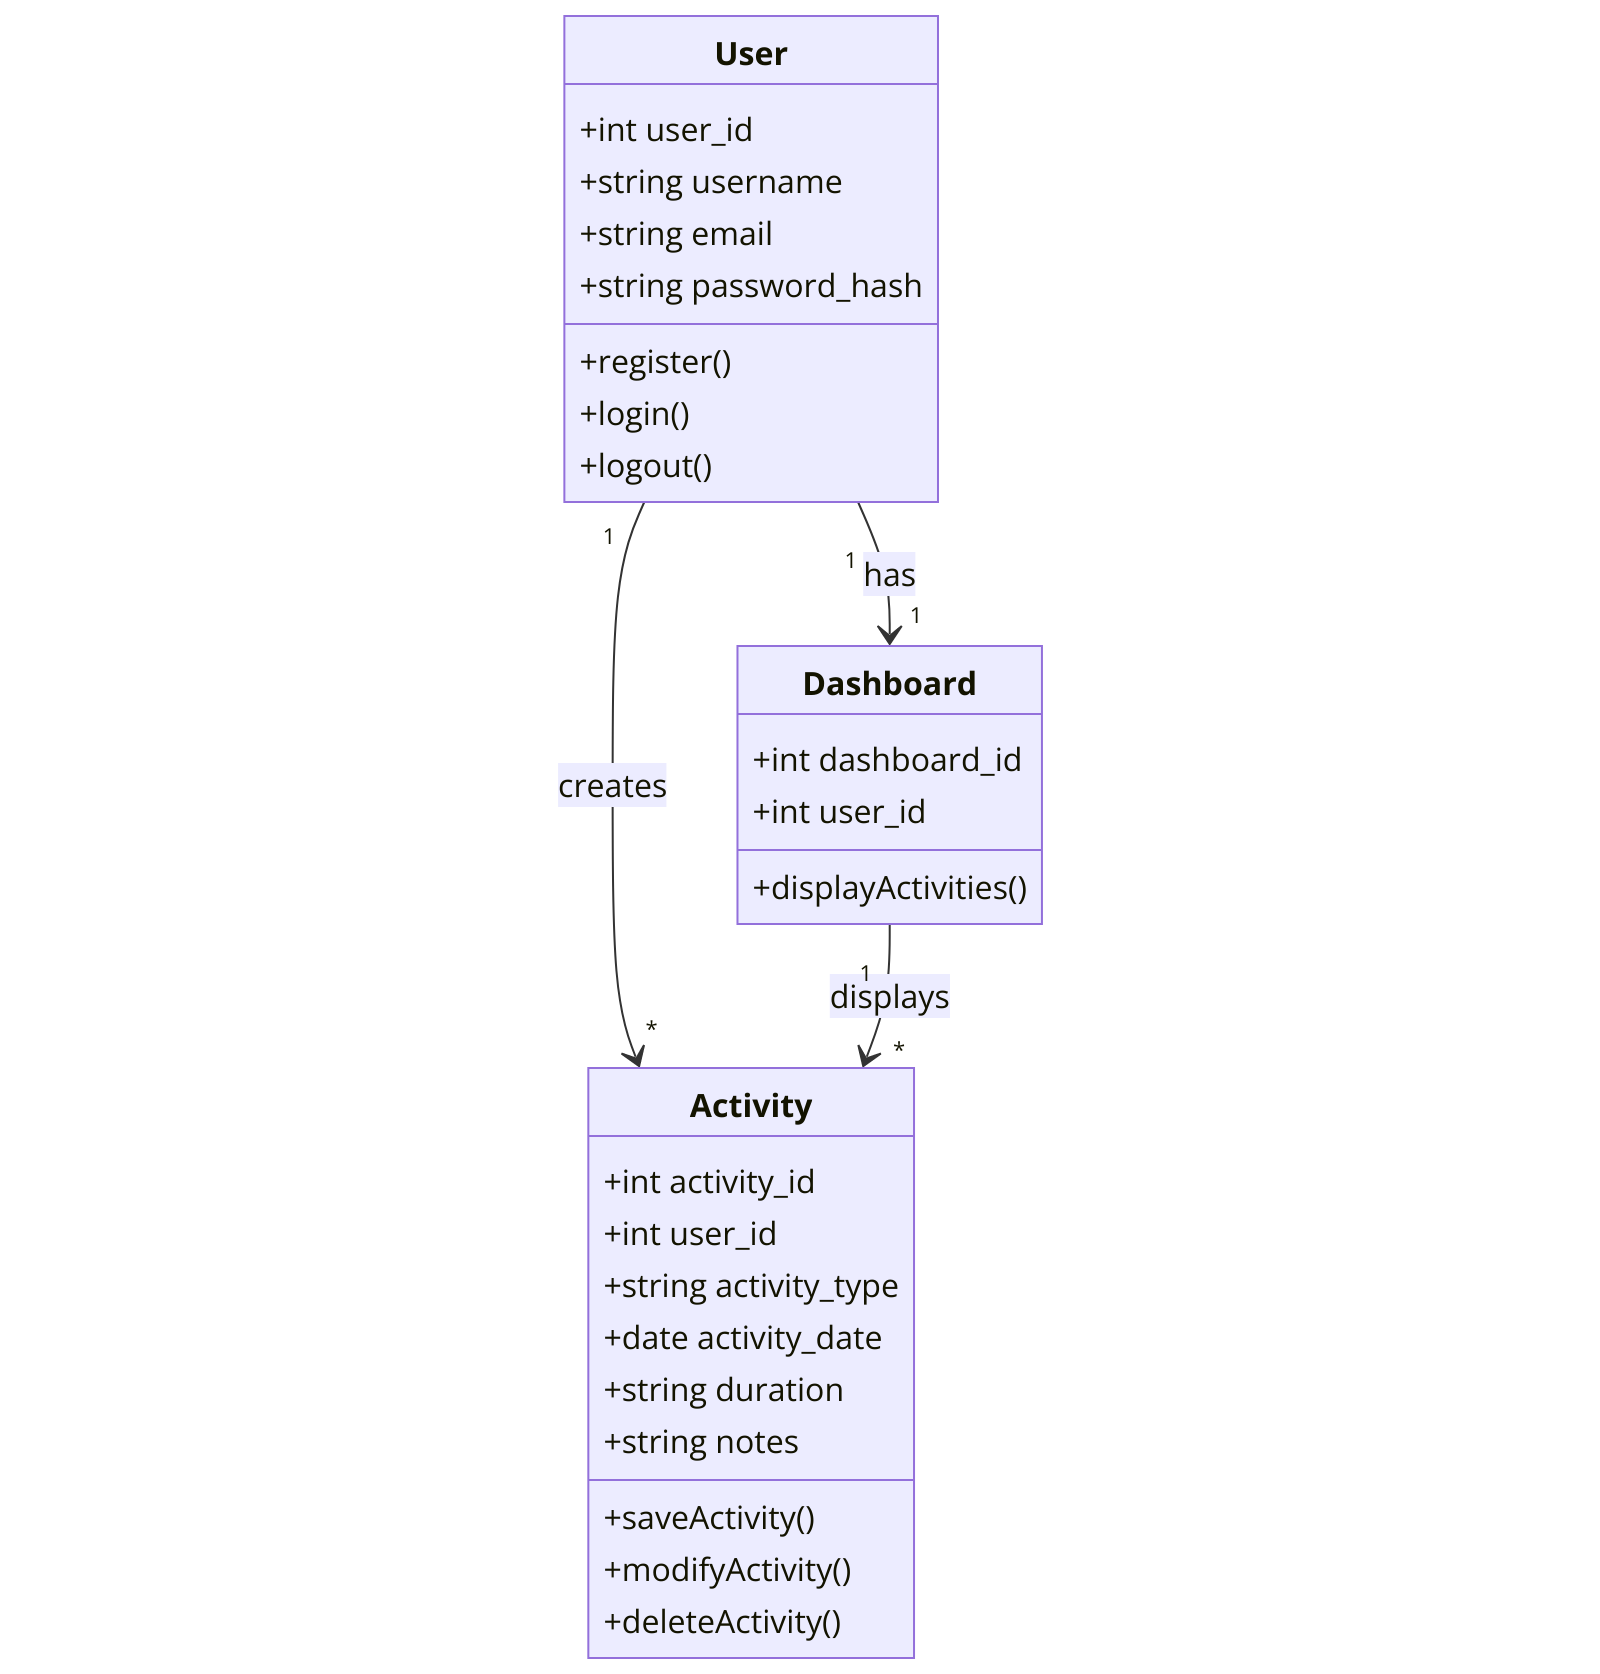 User
+int user_id
+string username
+string email
+string password_hash
+register()
+login()
+logout()
1
1
has
1
Dashboard
+int dashboard_id
+int user_id
+displayActivities()
creates
1
displays
*
*
Activity
+int activity_id
+int user_id
+string activity_type
+date activity_date
+string duration
+string notes
+saveActivity()
+modifyActivity()
+deleteActivity()